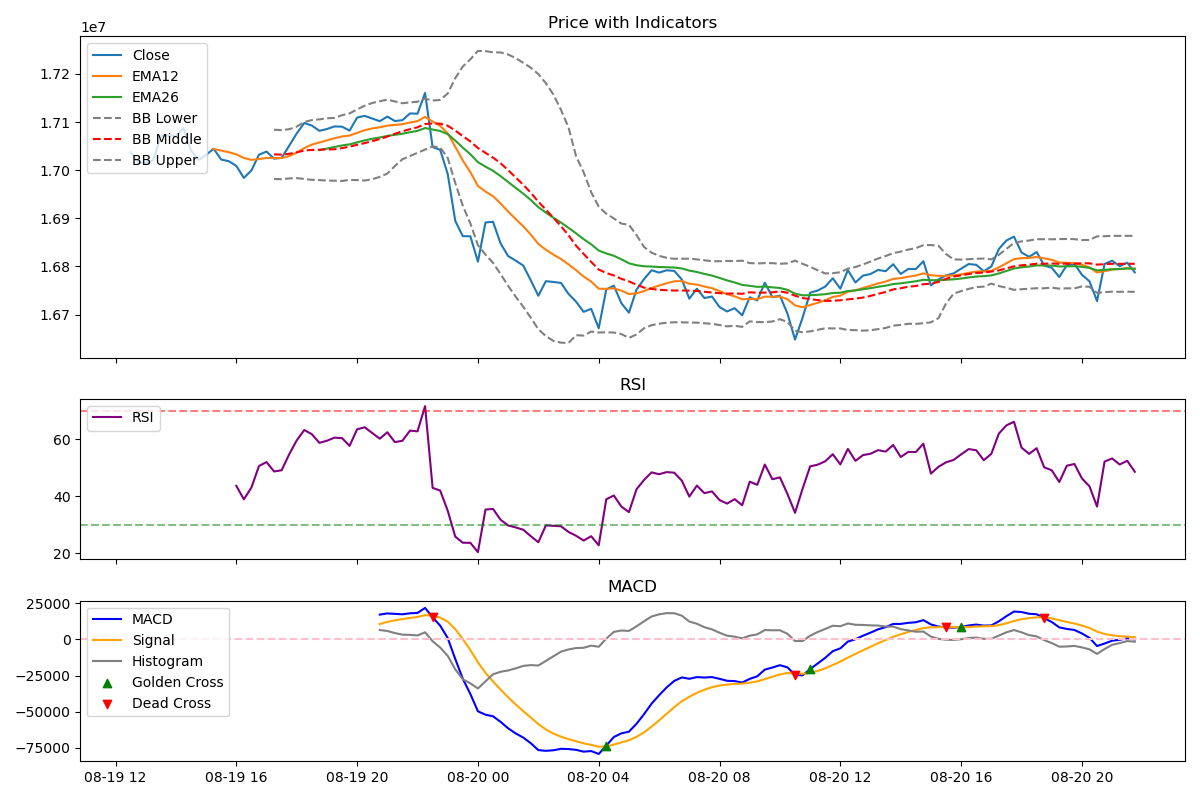 Price with Indicators
1e7
1.72
1.71
1.70
1.69
1.68
1.67
Close
EMA12
EMA26
BB Lower
BB Middle
BB Upper
RSI
60
40
20
RSI
MACD
25000
0
−25000
−50000
−75000
MACD
Signal
Histogram
Golden Cross
Dead Cross
08-19 12 08-19 16 08-19 20 08-20 00 08-20 04 08-20 08 08-20 12 08-20 16 08-20 20